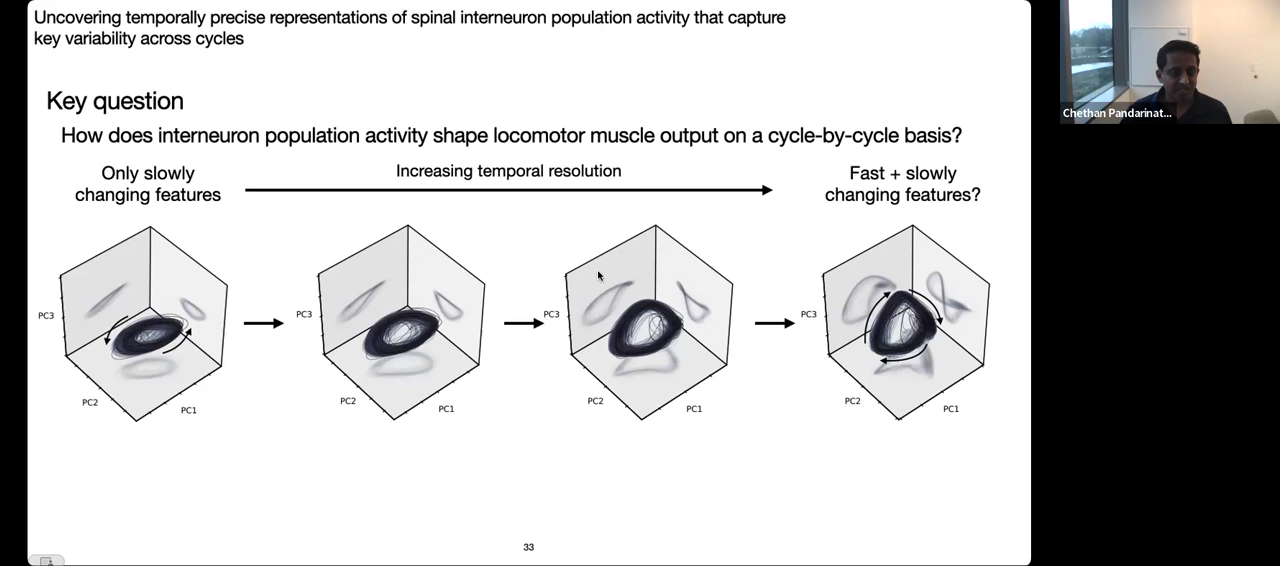 Uncovering temporally precise representations of spinal interneuron population activity that capture
key variability across cycles
Chethan Pandarinat...
Key question
How does interneuron population activity shape locomotor muscle output on a cycle-by-cycle basis?
Only slowly
changing features
Increasing temporal resolution
Fast + slowly
changing features?
PC3
PC2
PC1
PC3
PC2
PC1
PC3
PC2
PC1
PC3
PC2
PC1
33